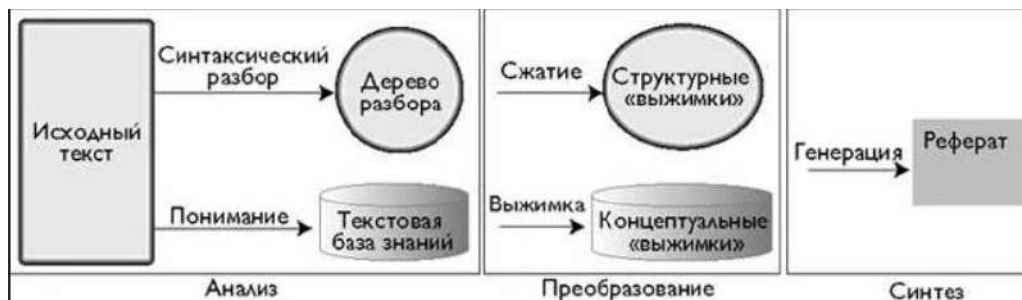 Исходный
текст
Синтаксический
разбор
Дерево
разбора
Понимание
Текстовая
база знаний
Анализ
Сжатие
Структурные
«выжимки»
Выжимка
Концептуальные
«выжимки»
Преобразование
Генерация
Реферат
Синтез